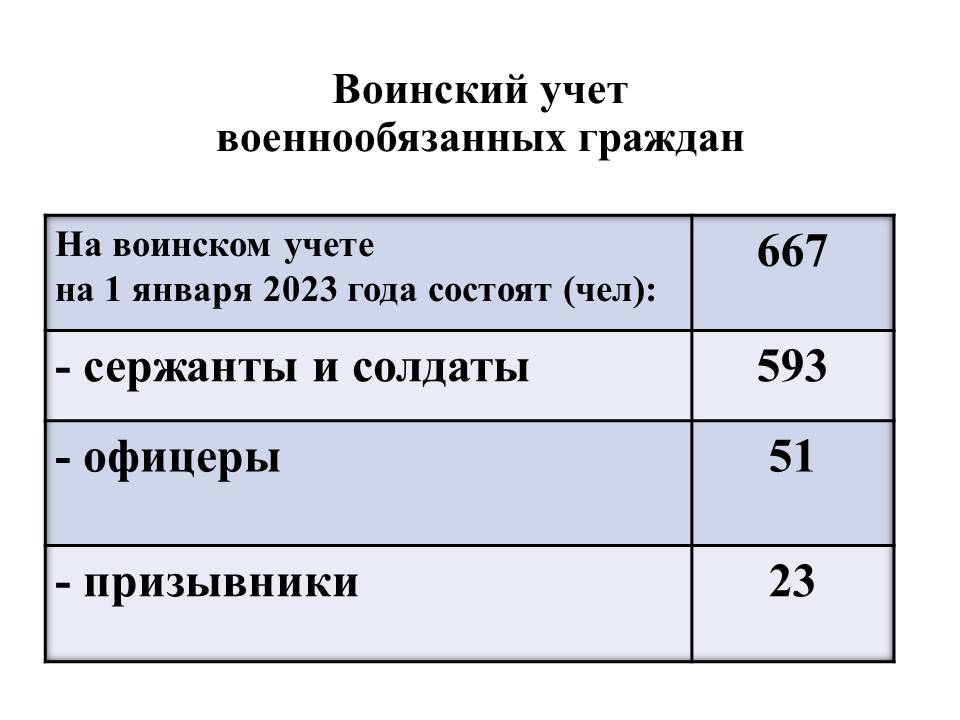 Воинский учет
военнообязанных граждан
На воинском учете
на 1 января 2023 года состоят (чел):
667
- сержанты и солдаты
593
- офицеры
51
- призывники
23